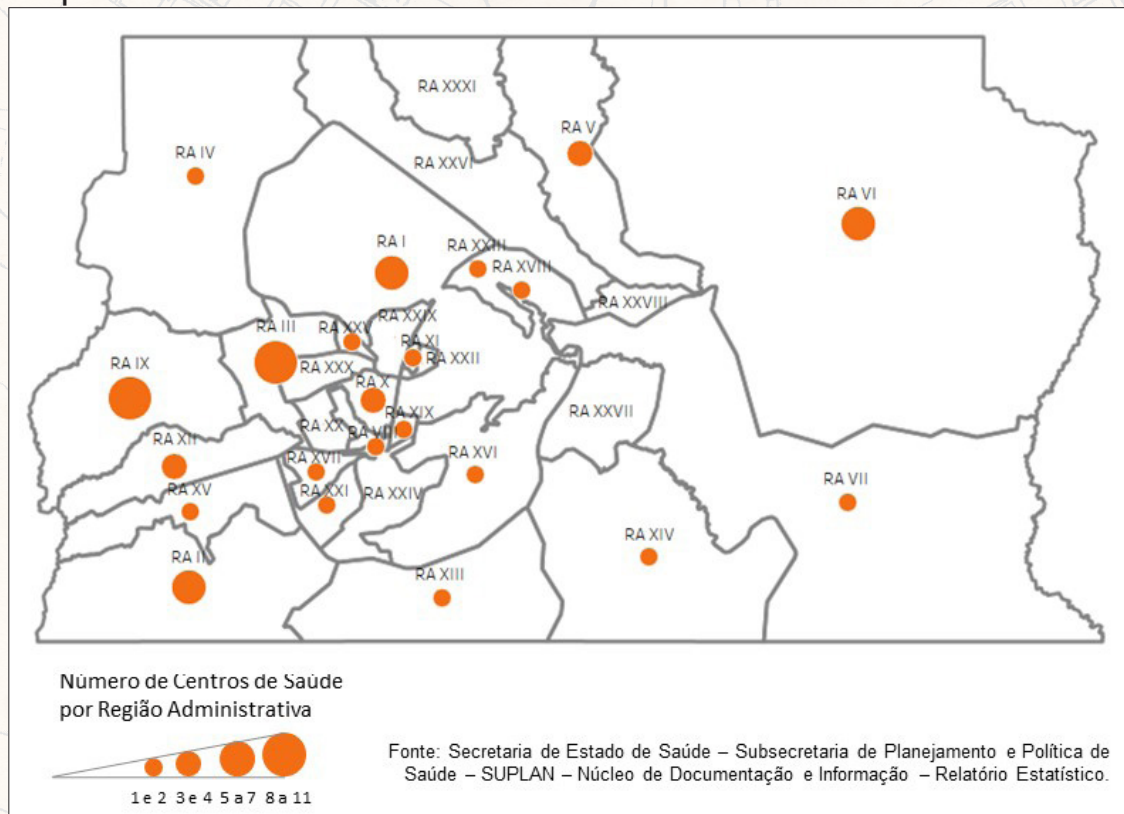 RA XXXI
RA V
RA IV
RA XXVI
RA VI
RA I
RA XXIII
RA XVIII
RA XXVIII
RA XXIX
RA III
RA XXV
RA XI
RA XXII
RA IX
RA XXX
RA X
RA XIX
RA XXVII
RA XX
RA VIII
RA XII
RA XVII
RA XVI
RA XV
RA XXI
RA XXIV
RA VII
RA II
RA XIV
RA XIII
Número de Centros de Saúde
por Região Administrativa
1 e 2 3 e 4 5 a 7 8 a 11
Fonte: Secretaria de Estado de Saúde – Subsecretaria de Planejamento e Política de
Saúde – SUPLAN – Núcleo de Documentação e Informação – Relatório Estatístico.